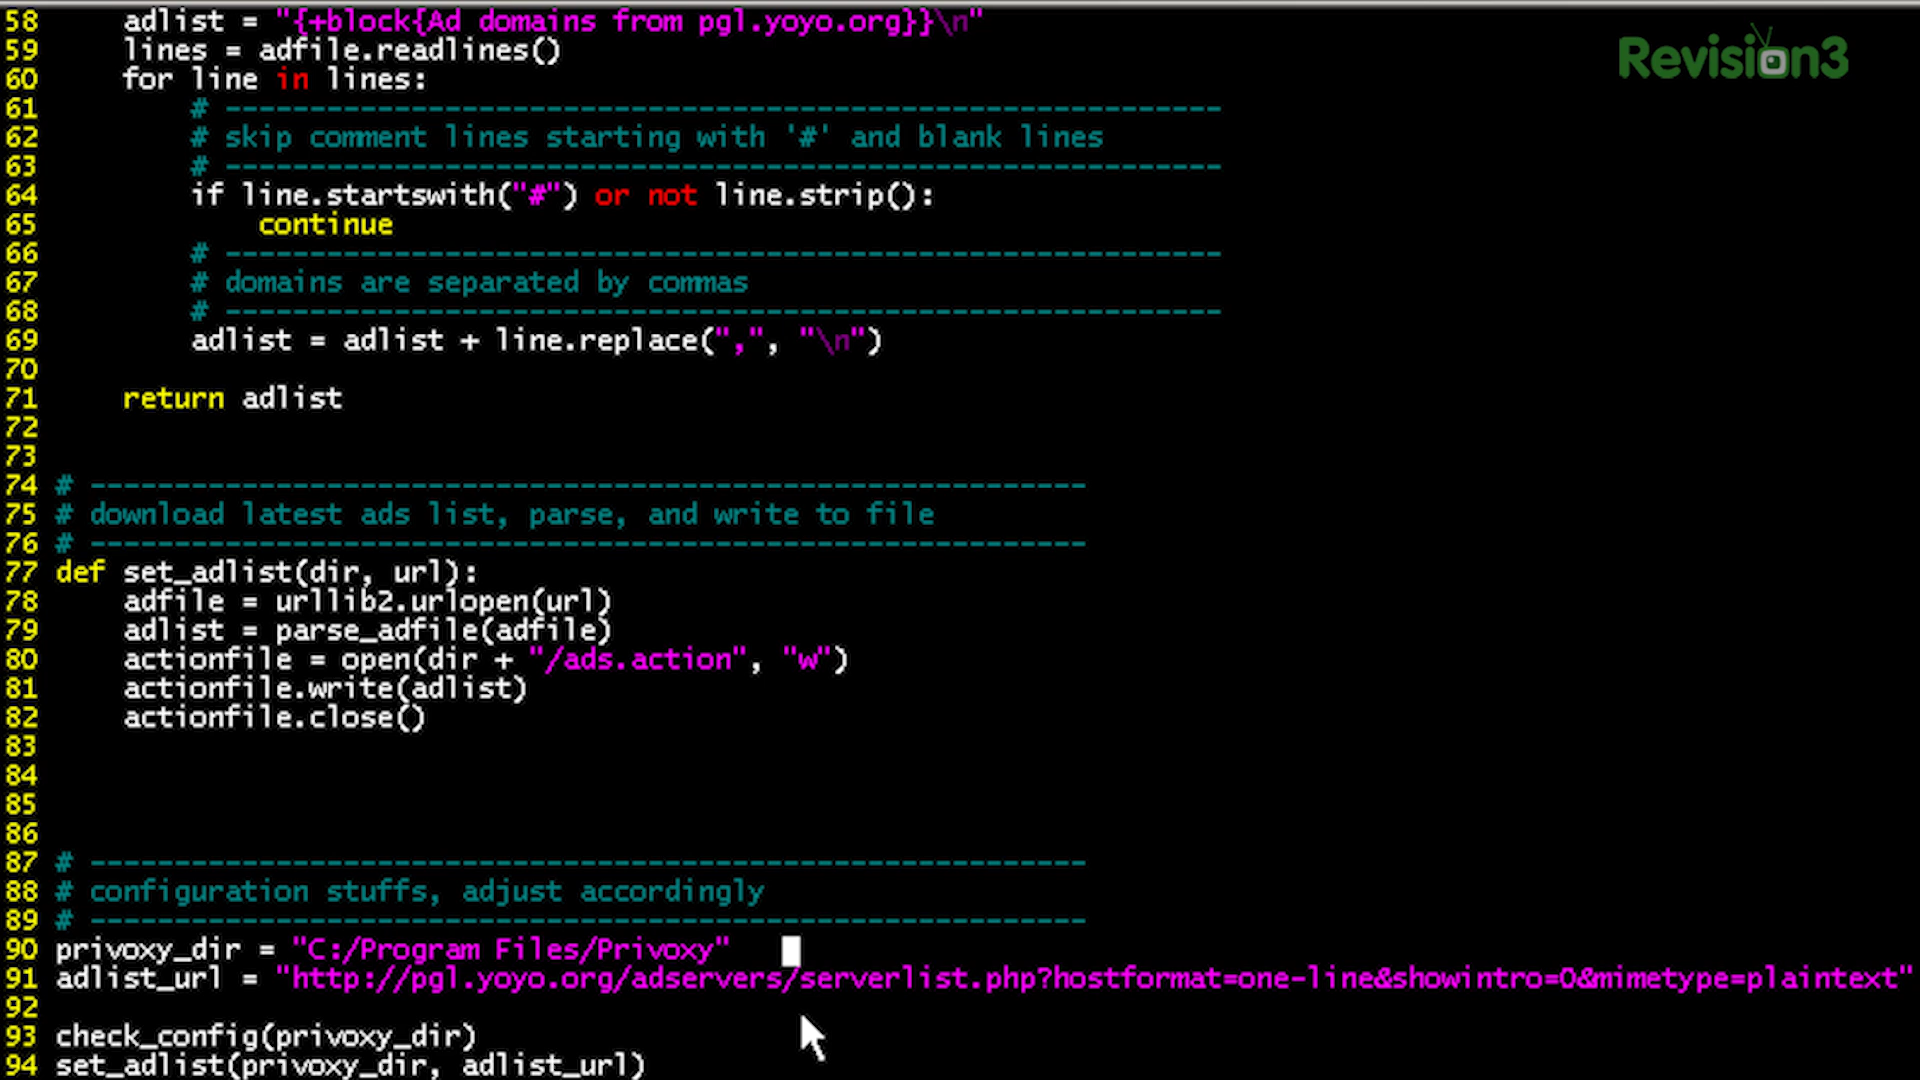 58     adlist = "{+block{Ad domains from pgl.yoyo.org}}\n"
Revision3
59     lines = adfile.readlines()
60     for line in lines:
61         # -----------------------------------------------------------
62         # skip comment lines starting with '#' and blank lines
63         # -----------------------------------------------------------
64         if line.startswith("#") or not line.strip():
65             continue
66         # -----------------------------------------------------------
67         # domains are separated by commas
68         # -----------------------------------------------------------
69         adlist = adlist + line.replace(",", "\n")
70
71     return adlist
72
73
74 # -----------------------------------------------------------
75 # download latest ads list, parse, and write to file
76 # -----------------------------------------------------------
77 def set_adlist(dir, url):
78     adfile = urllib2.urlopen(url)
79     adlist = parse_adfile(adfile)
80     actionfile = open(dir + "/ads.action", "w")
81     actionfile.write(adlist)
82     actionfile.close()
83
84
85
86
87 # -----------------------------------------------------------
88 # configuration stuffs, adjust accordingly
89 # -----------------------------------------------------------
90 privoxy_dir = "C:/Program Files/Privoxy"
91 adlist_url = "http://pgl.yoyo.org/adservers/serverlist.php?hostformat=one-line&showintro=0&mimetype=plaintext"
92
93 check_config(privoxy_dir)
94 set_adlist(privoxy_dir, adlist_url)